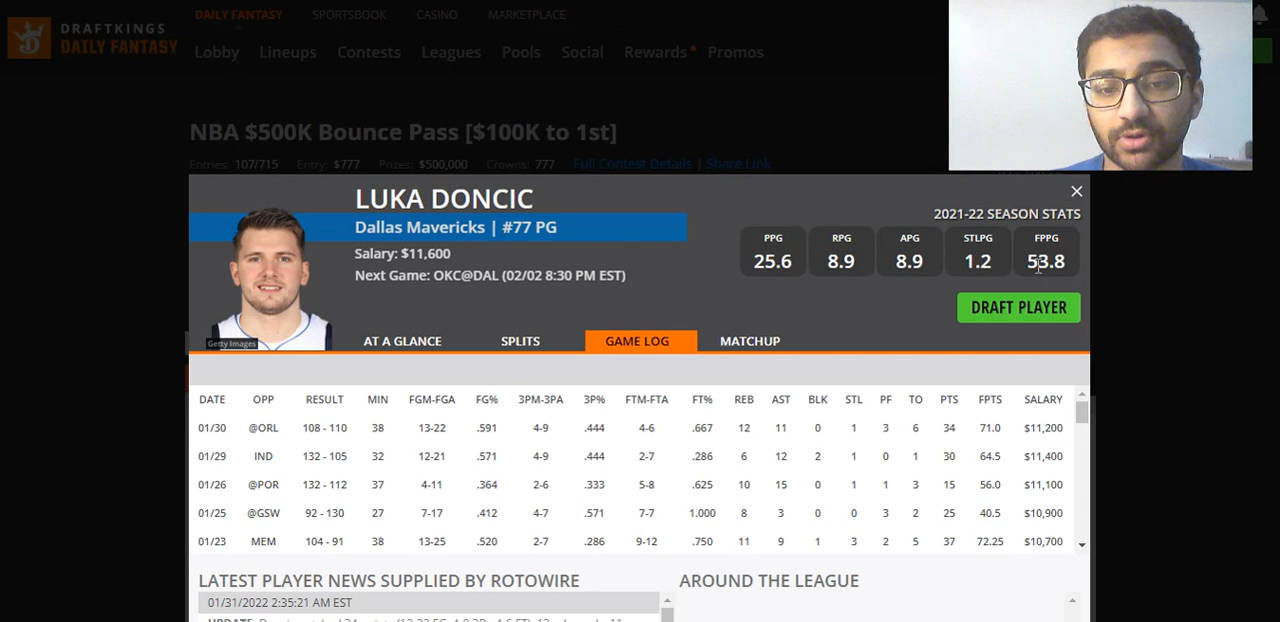 DRAFTKINGS
DAILY FANTASY
DAILY FANTASY SPORTSBOOK CASINO MARKETPLACE
Lobby Lineups Contests Leagues Pools Social Rewards Promos
NBA $500K Bounce Pass [$100K to 1st]
Entries: 107/715 Entry: $777 Prizes: $500,000 Crowns: 777 Full Contest Details | Share Link
LUKA DONCIC
Dallas Mavericks | #77 PG
Salary: $11,600
Next Game: OKC@DAL (02/02 8:30 PM EST)
Getty Images
2021-22 SEASON STATS
PPG RPG APG STLPG FPPG
25.6 8.9 8.9 1.2 53.8
DRAFT PLAYER
AT A GLANCE SPLITS GAME LOG MATCHUP
DATE OPP RESULT MIN FGM-FGA FG% 3PM-3PA 3P% FTM-FTA FT% REB AST BLK STL PF TO PTS FPTS SALARY
01/30 @ORL 108 - 110 38 13-22 .591 4-9 .444 4-6 .667 12 11 0 1 3 6 34 71.0 $11,200
01/29 IND 132 - 105 32 12-21 .571 4-9 .444 2-7 .286 6 12 2 1 0 1 30 64.5 $11,400
01/26 @POR 132 - 112 37 4-11 .364 2-6 .333 5-8 .625 10 15 0 1 1 3 15 56.0 $11,100
01/25 @GSW 92 - 130 27 7-17 .412 4-7 .571 7-7 1.000 8 3 0 0 3 2 25 40.5 $10,900
01/23 MEM 104 - 91 38 13-25 .520 2-7 .286 9-12 .750 11 9 1 3 2 5 37 72.25 $10,700
LATEST PLAYER NEWS SUPPLIED BY ROTOWIRE
01/31/2022 2:35:21 AM EST
AROUND THE LEAGUE